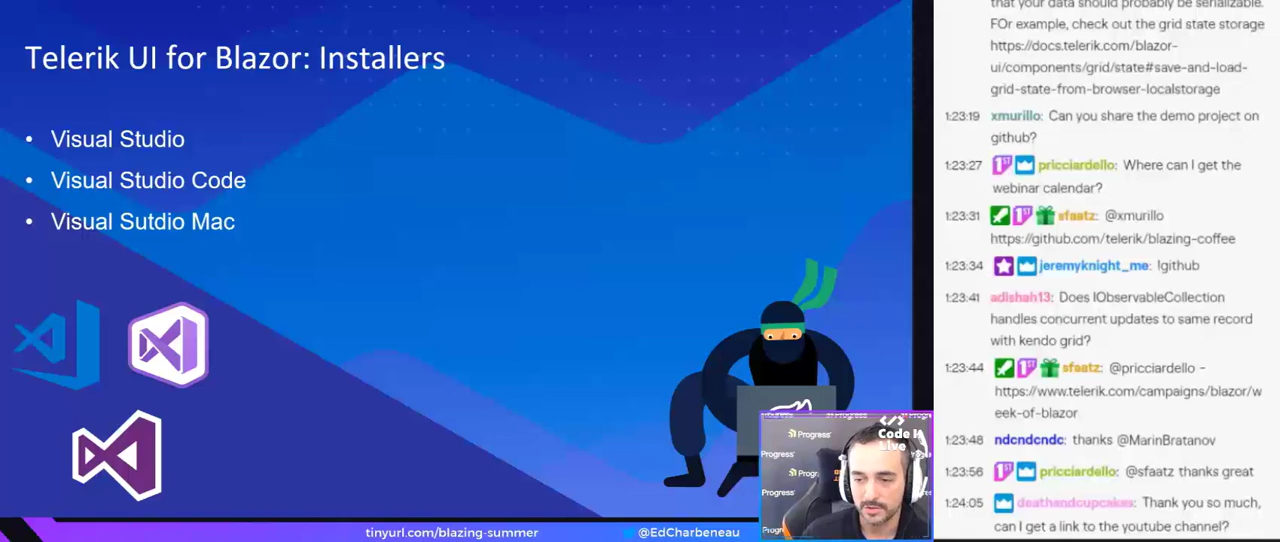 Telerik UI for Blazor: Installers
• Visual Studio
• Visual Studio Code
• Visual Sutdio Mac
that your data should probably be serializable.
FOr example, check out the grid state storage
https://docs.telerik.com/blazor-
ui/components/grid/state#save-and-load-
grid-state-from-browser-localstorage
1:23:19 xmurillo: Can you share the demo project on
github?
1:23:27 pricciardello: Where can I get the
webinar calendar?
1:23:31 sfaatz: @xmurillo
https://github.com/telerik/blazing-coffee
1:23:34 jeremyknight_me: !github
1:23:41 adishah13: Does IObservableCollection
handles concurrent updates to same record
with kendo grid?
1:23:44 sfaatz: @pricciardello -
https://www.telerik.com/campaigns/blazor/w
eek-of-blazor
1:23:48 ndcndcndc: thanks @MarinBratanov
1:23:56 pricciardello: @sfaatz thanks great
1:24:05 deathandcupcakes: Thank you so much,
can I get a link to the youtube channel?
Code It
Live
Progress
Progress
Progress
Progress
tinyurl.com/blazing-summer
@EdCharbeneau